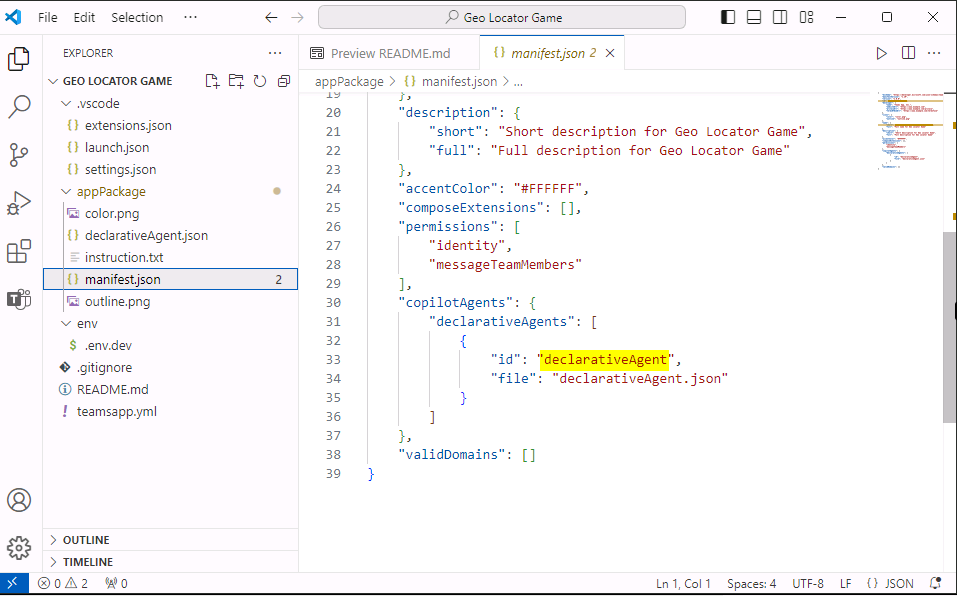 File Edit Selection ··· Geo Locator Game
EXPLORER ···
GEO LOCATOR GAME
.vscode
{} extensions.json
{} launch.json
{} settings.json
appPackage
color.png
{} declarativeAgent.json
instruction.txt
{} manifest.json 2
outline.png
env
$ .env.dev
.gitignore
README.md
! teamsapp.yml
OUTLINE
TIMELINE
Preview README.md {} manifest.json 2 ×
appPackage > {} manifest.json > ...
19 },
20 "description": {
21 "short": "Short description for Geo Locator Game",
22 "full": "Full description for Geo Locator Game"
23 },
24 "accentColor": "#FFFFFF",
25 "composeExtensions": [],
26 "permissions": [
27 "identity",
28 "messageTeamMembers"
29 ],
30 "copilotAgents": {
31 "declarativeAgents": [
32 {
33 "id": "declarativeAgent",
34 "file": "declarativeAgent.json"
35 }
36 ]
37 },
38 "validDomains": []
39 }
0 2 0 Ln 1, Col 1 Spaces: 4 UTF-8 LF {} JSON